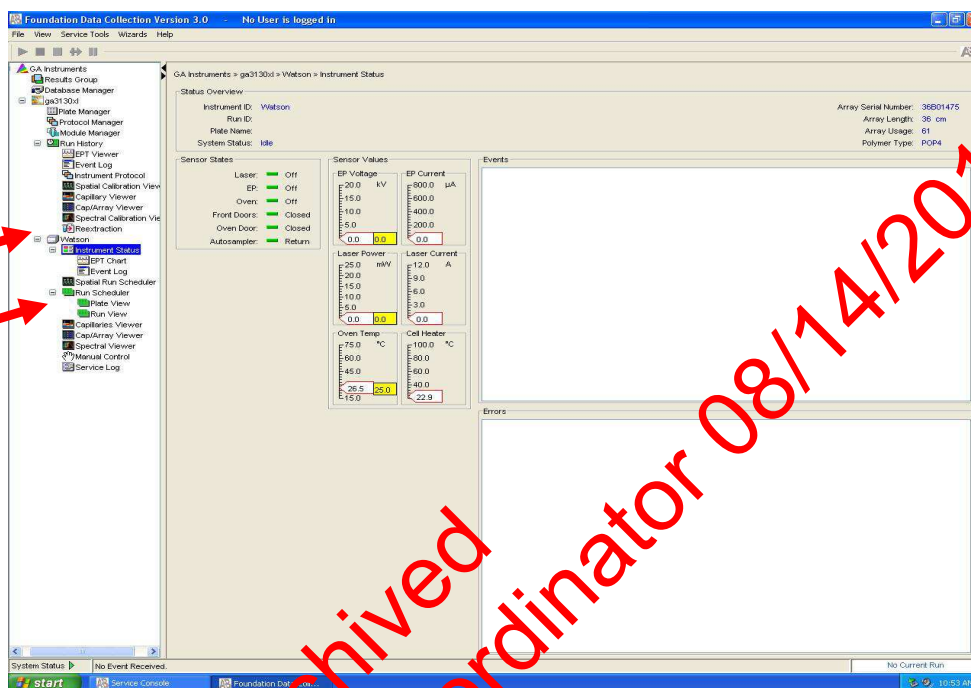 Foundation Data Collection Version 3.0 - No User is logged in
File View Service Tools Wizards Help
GA Instruments
Results Group
Database Manager
ga3130xl
Plate Manager
Protocol Manager
Module Manager
Run History
EPT Viewer
Event Log
Instrument Protocol
Spatial Calibration View
Capillary Viewer
Cap/Array Viewer
Spectral Calibration Vie
Reextraction
Watson
Instrument Status
EPT Chart
Event Log
Spatial Run Scheduler
Run Scheduler
Plate View
Run View
Capillaries Viewer
Cap/Array Viewer
Spectral Viewer
Manual Control
Service Log
GA Instruments > ga3130xl > Watson > Instrument Status
Status Overview
Instrument ID: Watson
Run ID:
Plate Name:
System Status: Idle
Array Serial Number: 36B01475
Array Length: 36 cm
Array Usage: 61
Polymer Type: POP4
Sensor States
Laser: Off
EP: Off
Oven: Off
Front Doors: Closed
Oven Door: Closed
Autosampler: Return
Sensor Values
EP Voltage
20.0 kV
15.0
10.0
5.0
0.0 0.0
EP Current
800.0 µA
600.0
400.0
200.0
0.0
Laser Power
25.0 mW
20.0
15.0
10.0
5.0
0.0 0.0
Laser Current
12.0 A
9.0
6.0
3.0
0.0
Oven Temp
75.0 °C
60.0
45.0
26.5 25.0
15.0
Cell Heater
100.0 °C
80.0
60.0
40.0
22.9
Events
Errors
chived
ordinator 08/14/201
System Status
No Event Received.
No Current Run
start
Service Console
Foundation Dat
10:53 AM